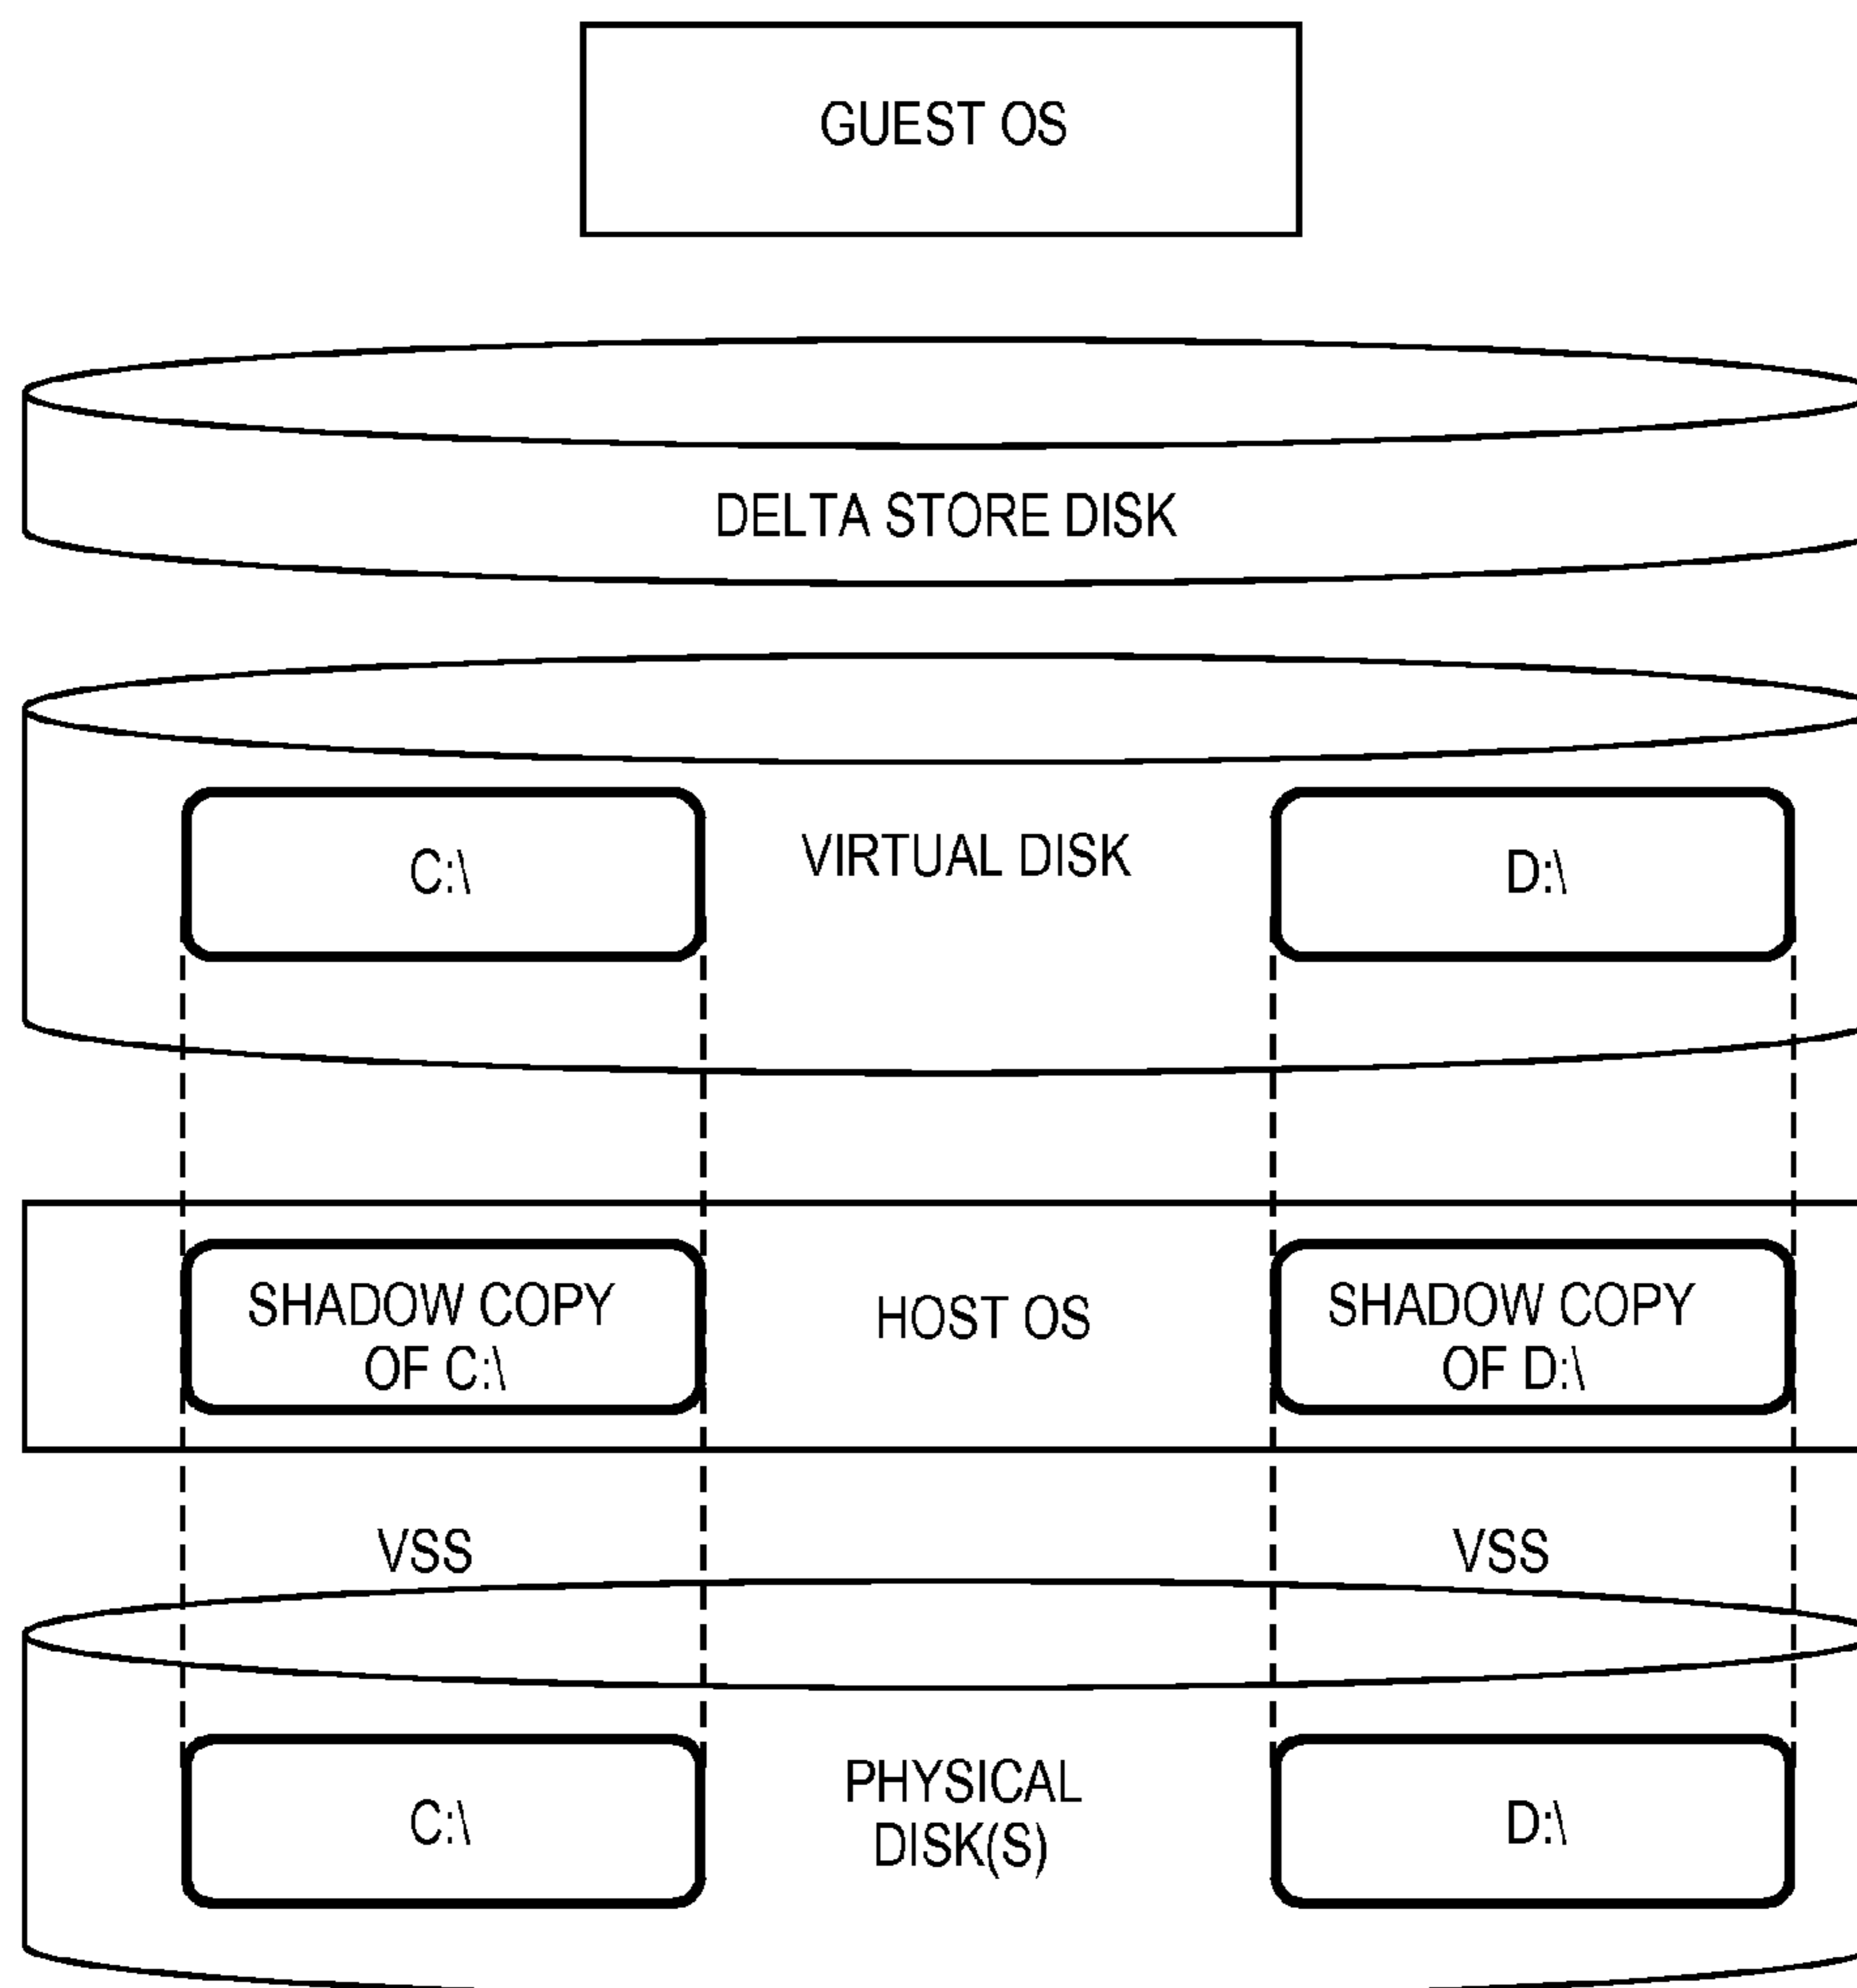 GUEST OS
DELTA STORE DISK
C:\
VIRTUAL DISK
D:\
SHADOW COPY
OF C:\
HOST OS
SHADOW COPY
OF D:\
VSS
VSS
C:\
PHYSICAL
DISK(S)
D:\